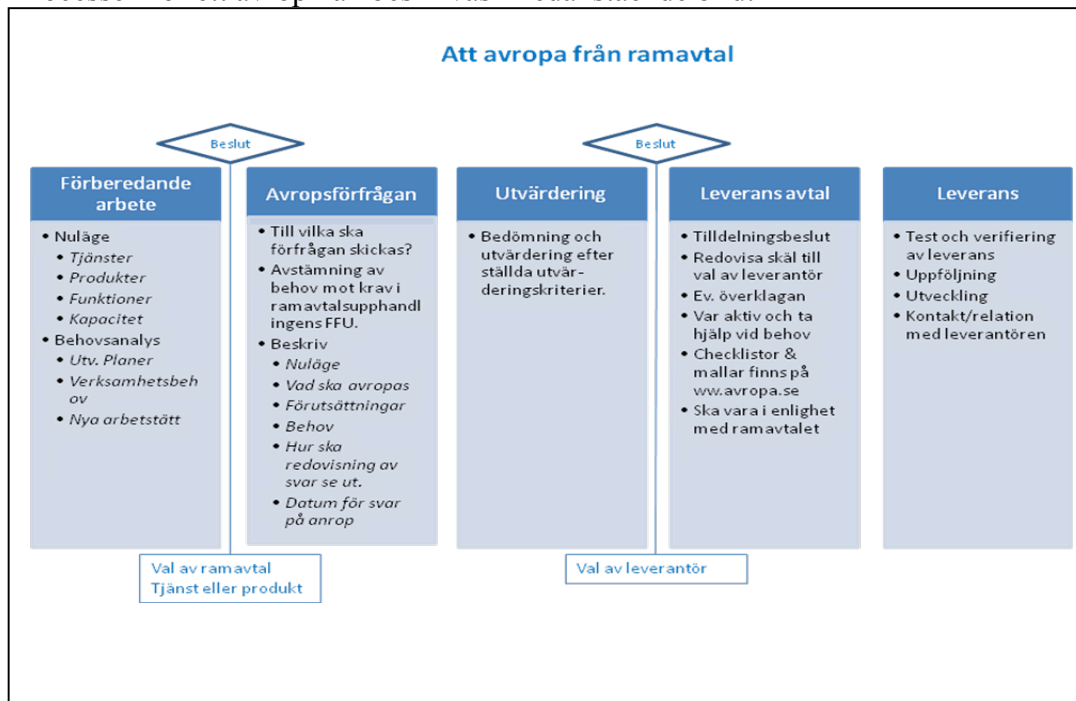 Att avropa från ramavtal
Beslut
Beslut
Förberedande
arbete
• Nuläge
• Tjänster
• Produkter
• Funktioner
• Kapacitet
• Behovsanalys
• Utv. Planer
• Verksamhetsbeh
ov
• Nya arbetstätt
Avropsförfrågan
• Till vilka ska
förfrågan skickas?
• Avstämning av
behov mot krav i
ramavtalsupphandl
ingens FFU.
• Beskriv
• Nuläge
• Vad ska avropas
• Förutsättningar
• Behov
• Hur ska
redovisning av
svar se ut.
• Datum för svar
på anrop
Utvärdering
• Bedömning och
utvärdering efter
ställda utvär-
deringskriterier.
Leverans avtal
• Tilldelningsbeslut
• Redovisa skäl till
val av leverantör
• Ev. överklagan
• Var aktiv och ta
hjälp vid behov
• Checklistor &
mallar finns på
ww.avropa.se
• Ska vara i enlighet
med ramavtalet
Leverans
• Test och verifiering
av leverans
• Uppföljning
• Utveckling
• Kontakt/relation
med leverantören
Val av ramavtal
Tjänst eller produkt
Val av leverantör